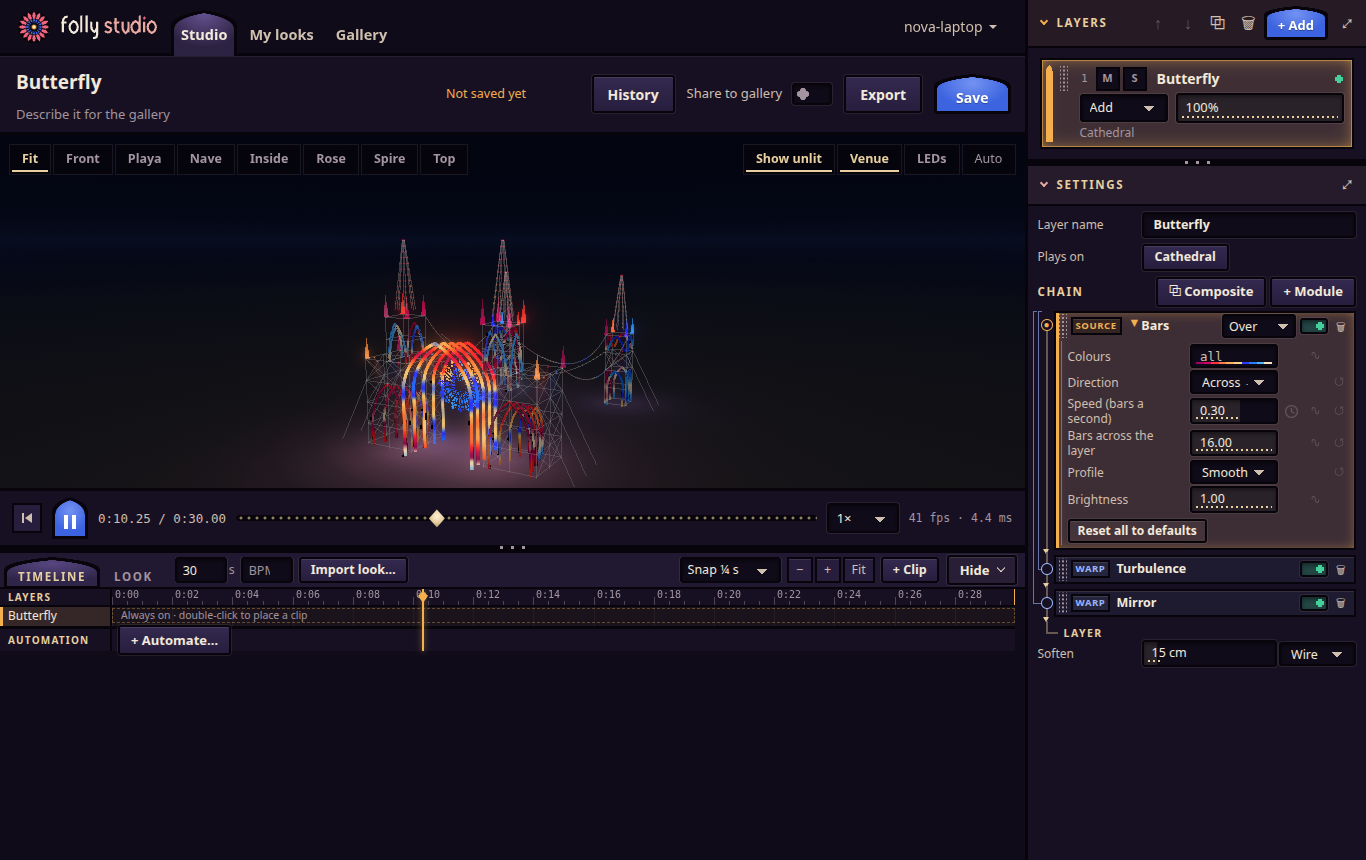 folly studio
Studio
My looks
Gallery
nova-laptop
Butterfly
Describe it for the gallery
Not saved yet
History
Share to gallery
Export
Save
Fit
Front
Playa
Nave
Inside
Rose
Spire
Top
Show unlit
Venue
LEDs
Auto
0:10.25 / 0:30.00
1×
41 fps · 4.4 ms
TIMELINE
LOOK
30 s
BPM
Import look...
Snap ¼ s
−
+
Fit
+ Clip
Hide
LAYERS
0:00
0:02
0:04
0:06
0:08
0:10
0:12
0:14
0:16
0:18
0:20
0:22
0:24
0:26
0:28
Butterfly
Always on · double-click to place a clip
AUTOMATION
+ Automate...
LAYERS
↑
↓
+ Add
1
M
S
Butterfly
Add
100%
Cathedral
SETTINGS
Layer name
Butterfly
Plays on
Cathedral
CHAIN
Composite
+ Module
SOURCE
Bars
Over
Colours
all
Direction
Across
Speed (bars a
second)
0.30
Bars across the
layer
16.00
Profile
Smooth
Brightness
1.00
Reset all to defaults
WARP
Turbulence
WARP
Mirror
LAYER
Soften
15 cm
Wire